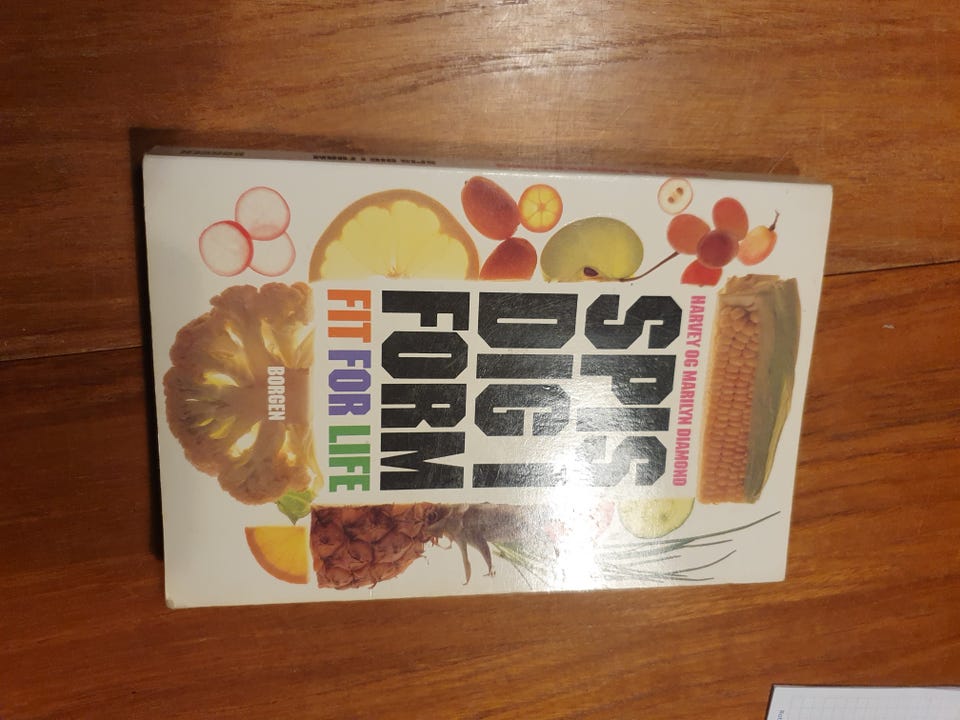 HARVEY OG MARILYN DIAMOND
SPIS
DIG I
FORM
FIT FOR LIFE
BORGEN